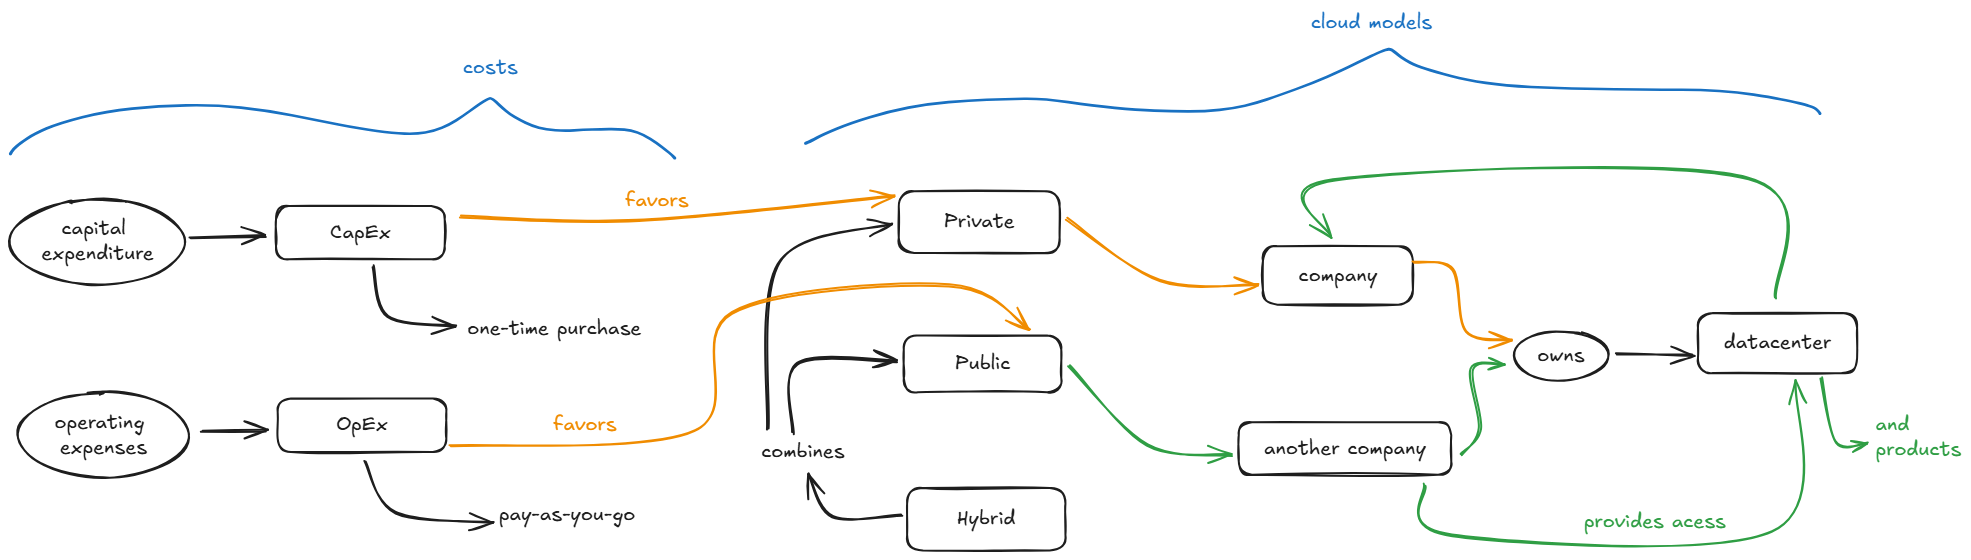 cloud models
costs
capital
expenditure
CapEx
favors
one-time purchase
operating
expenses
OpEx
favors
pay-as-you-go
Private
Public
combines
Hybrid
company
another company
owns
datacenter
and
products
provides acess